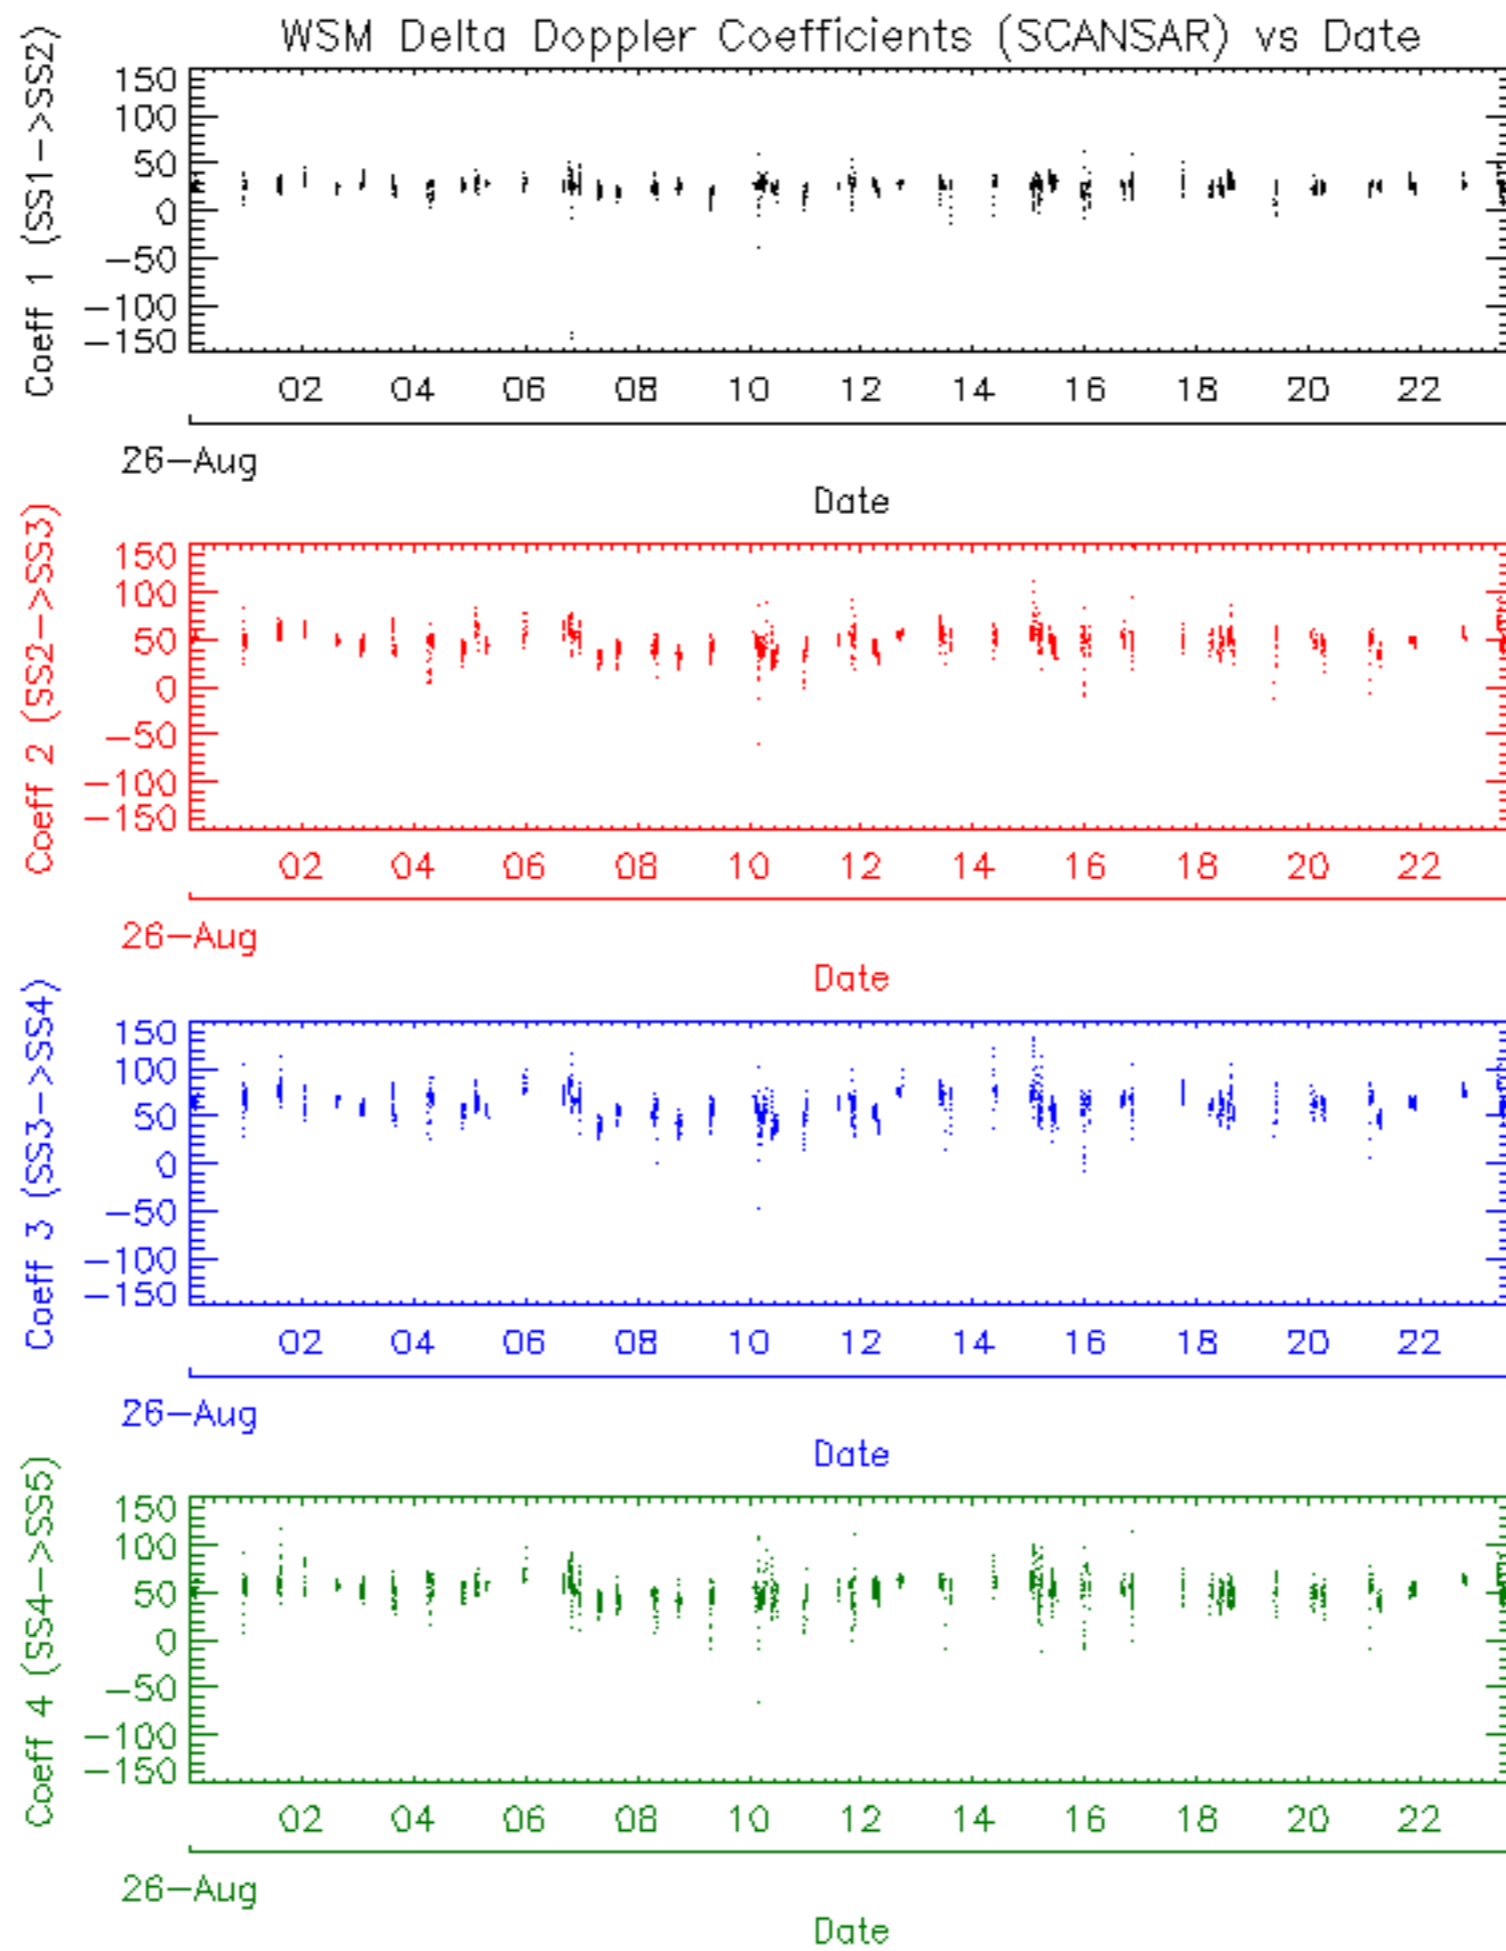 WSM Delta Doppler Coefficients (SCANSAR) vs Date
Coeff 1 (SS1->SS2)
150
100
50
0
-50
-100
-150
02 04 06 08 10 12 14 16 18 20 22
26-Aug
Date
Coeff 2 (SS2->SS3)
150
100
50
0
-50
-100
-150
02 04 06 08 10 12 14 16 18 20 22
26-Aug
Date
Coeff 3 (SS3->SS4)
150
100
50
0
-50
-100
-150
02 04 06 08 10 12 14 16 18 20 22
26-Aug
Date
Coeff 4 (SS4->SS5)
150
100
50
0
-50
-100
-150
02 04 06 08 10 12 14 16 18 20 22
26-Aug
Date